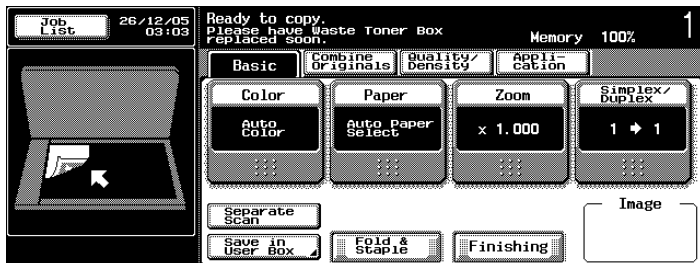 Job
List
26/12/05
03:03
Ready to copy.
Please have Waste Toner Box
replaced soon.
Memory 100%
1
Basic
Combine
Originals
Quality/
Density
Appli-
cation
Color
Auto
Color
Paper
Auto Paper
Select
Zoom
× 1.000
Simplex/
Duplex
1 ➔ 1
Separate
Scan
Save in
User Box
Fold &
Staple
Finishing
Image